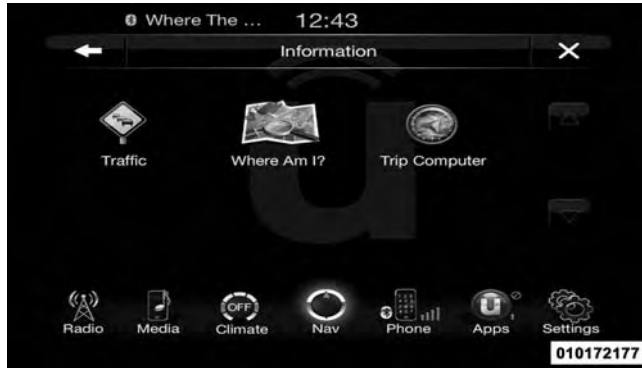 Where The ... 12:43
Information
Traffic Where Am I? Trip Computer
OFF
Radio Media Climate Nav Phone Apps Settings
010172177